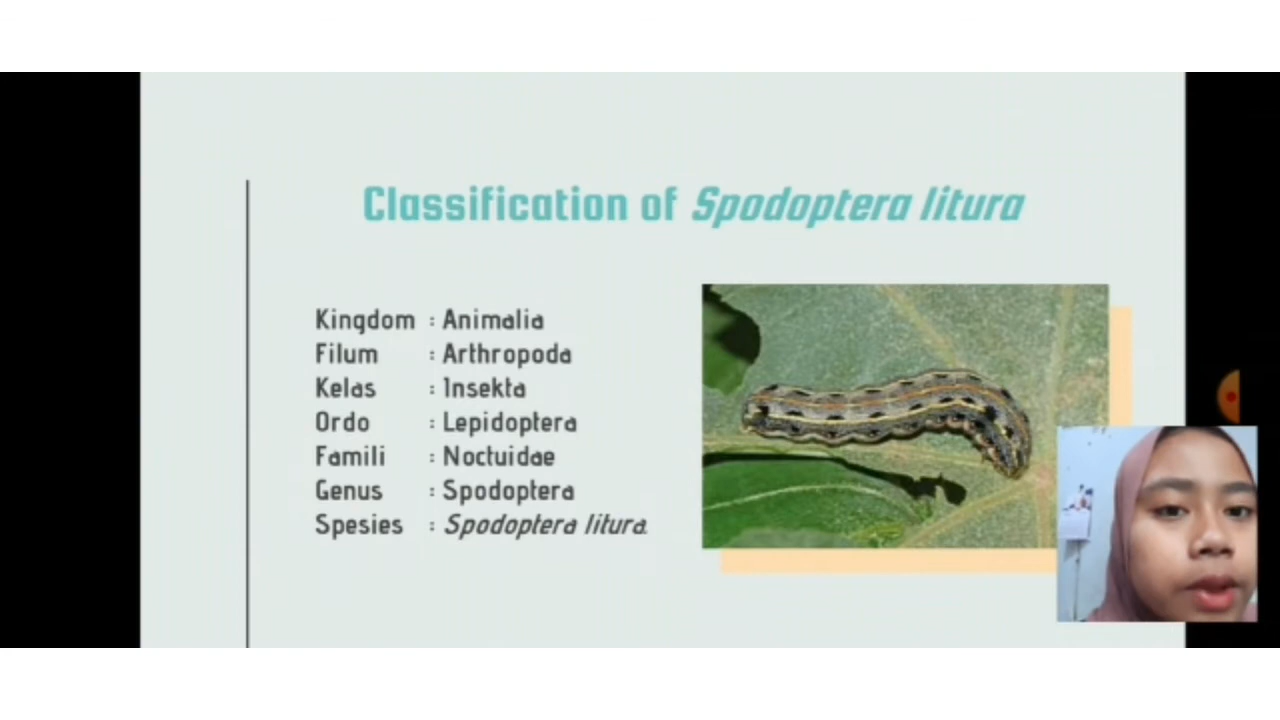 Classification of Spodoptera litura
Kingdom : Animalia
Filum : Arthropoda
Kelas : Insekta
Ordo : Lepidoptera
Famili : Noctuidae
Genus : Spodoptera
Spesies : Spodoptera litura.